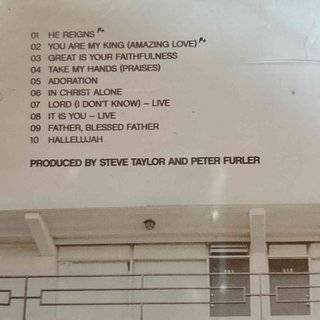 01 HE REIGNS
02 YOU ARE MY KING (AMAZING LOVE)
03 GREAT IS YOUR FAITHFULNESS
04 TAKE MY HANDS (PRAISES)
05 ADORATION
06 IN CHRIST ALONE
07 LORD (I DON'T KNOW) – LIVE
08 IT IS YOU – LIVE
09 FATHER, BLESSED FATHER
10 HALLELUJAH
PRODUCED BY STEVE TAYLOR AND PETER FURLER